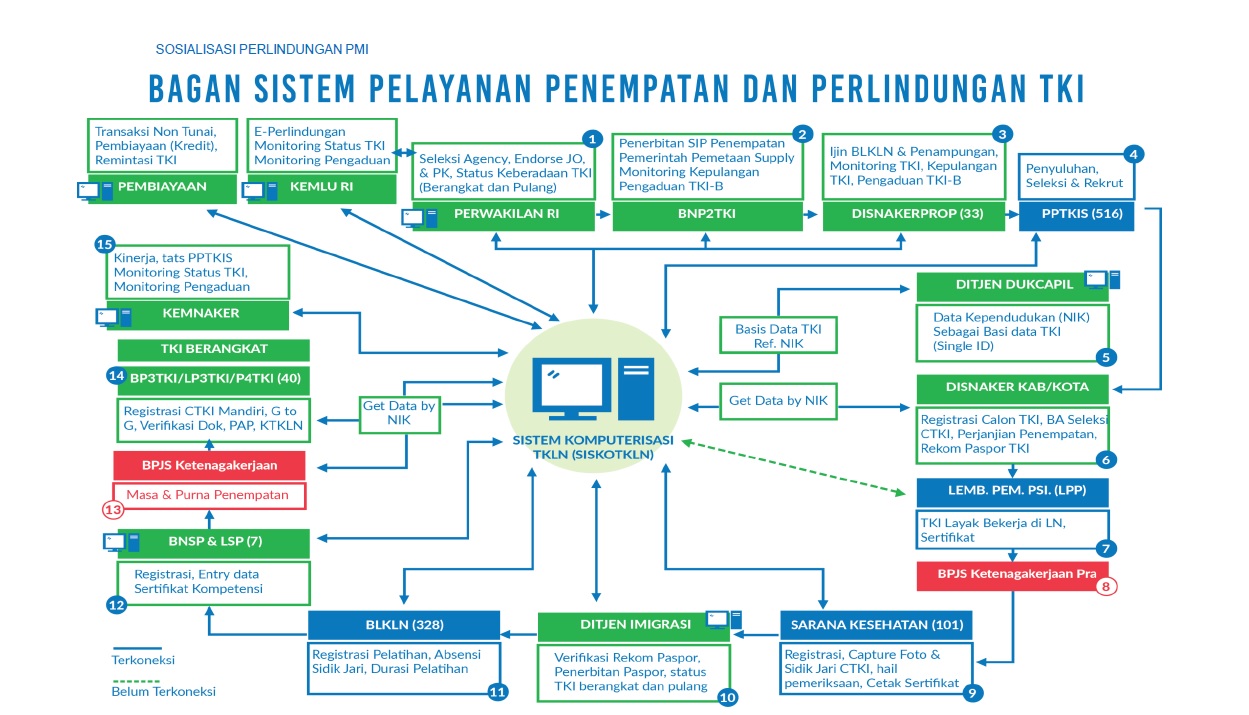 SOSIALISASI PERLINDUNGAN PMI
BAGAN SISTEM PELAYANAN PENEMPATAN DAN PERLINDUNGAN TKI
Transaksi Non Tunai,
Pembiayaan (Kredit),
Remintasi TKI
PEMBIAYAAN
E-Perlindungan
Monitoring Status TKI
Monitoring Pengaduan
KEMLU RI
1
Seleksi Agency, Endorse JO,
& PK, Status Keberadaan TKI
(Berangkat dan Pulang)
PERWAKILAN RI
2
Penerbitan SIP Penempatan
Pemerintah Pemetaan Supply
Monitoring Kepulangan
Pengaduan TKI-B
BNP2TKI
3
Ijin BLKLN & Penampungan,
Monitoring TKI, Kepulangan
TKI, Pengaduan TKI-B
DISNAKERPROP (33)
4
Penyuluhan,
Seleksi & Rekrut
PPTKIS (516)
DITJEN DUKCAPIL
Data Kependudukan (NIK)
Sebagai Basi data TKI
(Single ID)
5
Basis Data TKI
Ref. NIK
Get Data by NIK
DISNAKER KAB/KOTA
Registrasi Calon TKI, BA Seleksi
CTKI, Perjanjian Penempatan,
Rekom Paspor TKI
6
LEMB. PEM. PSI. (LPP)
TKI Layak Bekerja di LN,
Sertifikat
7
BPJS Ketenagakerjaan Pra
8
SARANA KESEHATAN (101)
Registrasi, Capture Foto &
Sidik Jari CTKI, hail
pemeriksaan, Cetak Sertifikat
9
DITJEN IMIGRASI
Verifikasi Rekom Paspor,
Penerbitan Paspor, status
TKI berangkat dan pulang
10
BLKLN (328)
Registrasi Pelatihan, Absensi
Sidik Jari, Durasi Pelatihan
11
BNSP & LSP (7)
Registrasi, Entry data
Sertifikat Kompetensi
12
BPJS Ketenagakerjaan
Masa & Purna Penempatan
13
TKI BERANGKAT
14
BP3TKI/LP3TKI/P4TKI (40)
Registrasi CTKI Mandiri, G to
G, Verifikasi Dok, PAP, KTKLN
Get Data by
NIK
15
Kinerja, tats PPTKIS
Monitoring Status TKI,
Monitoring Pengaduan
KEMNAKER
SISTEM KOMPUTERISASI
TKLN (SISKOTKLN)
Terkoneksi
Belum Terkoneksi